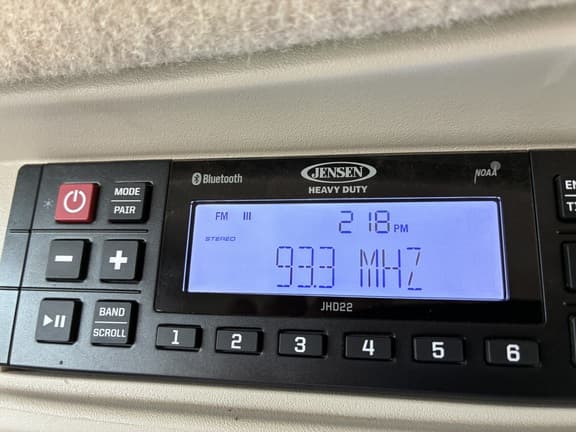 Bluetooth
JENSEN
HEAVY DUTY
NOAA
MODE
PAIR
FM III
2:18 PM
STEREO
93.3 MHZ
BAND
SCROLL
JHD22
1 2 3 4 5 6